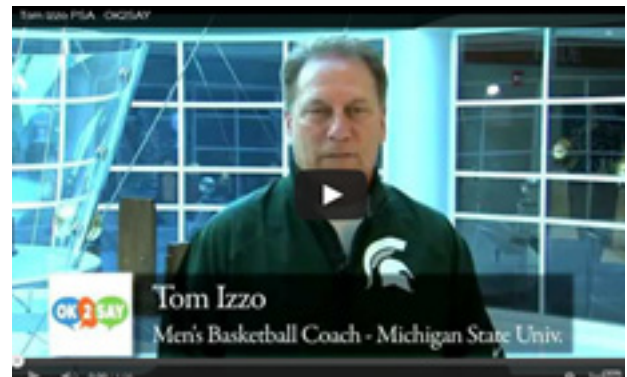 Tom Izzo PSA OK2SAY
OK 2 SAY
Tom Izzo
Men's Basketball Coach - Michigan State Univ.